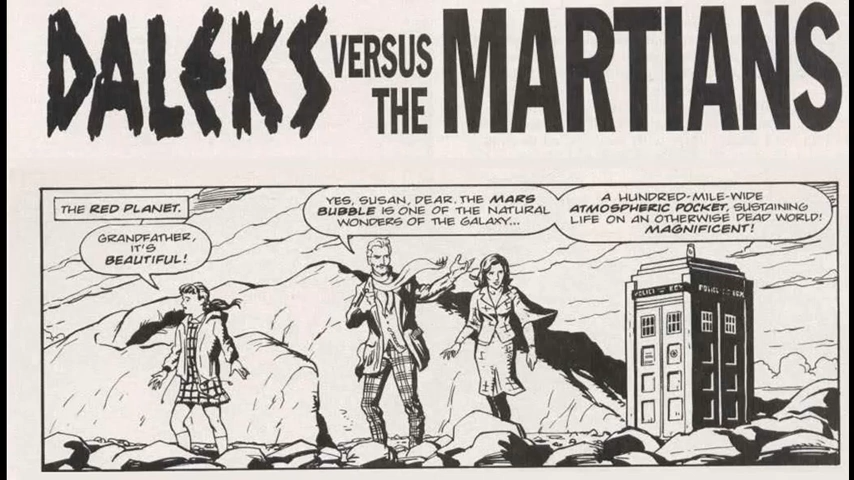 DALEKS VERSUS
THE MARTIANS
THE RED PLANET.
GRANDFATHER,
IT'S
BEAUTIFUL!
YES, SUSAN, DEAR. THE MARS
BUBBLE IS ONE OF THE NATURAL
WONDERS OF THE GALAXY...
A HUNDRED-MILE-WIDE
ATMOSPHERIC POCKET, SUSTAINING
LIFE ON AN OTHERWISE DEAD WORLD!
MAGNIFICENT!
POLICE BOX
POLICE BOX